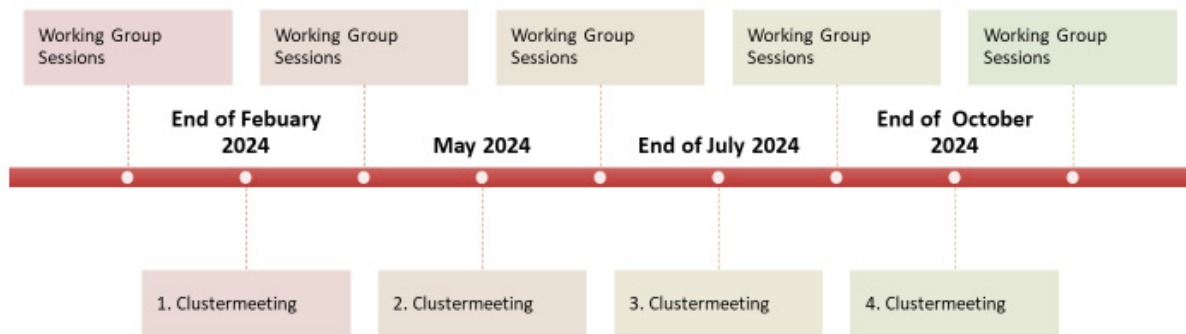 Working Group
Sessions
Working Group
Sessions
Working Group
Sessions
Working Group
Sessions
Working Group
Sessions
End of Febuary
2024
May 2024
End of July 2024
End of October
2024
1. Clustermeeting
2. Clustermeeting
3. Clustermeeting
4. Clustermeeting